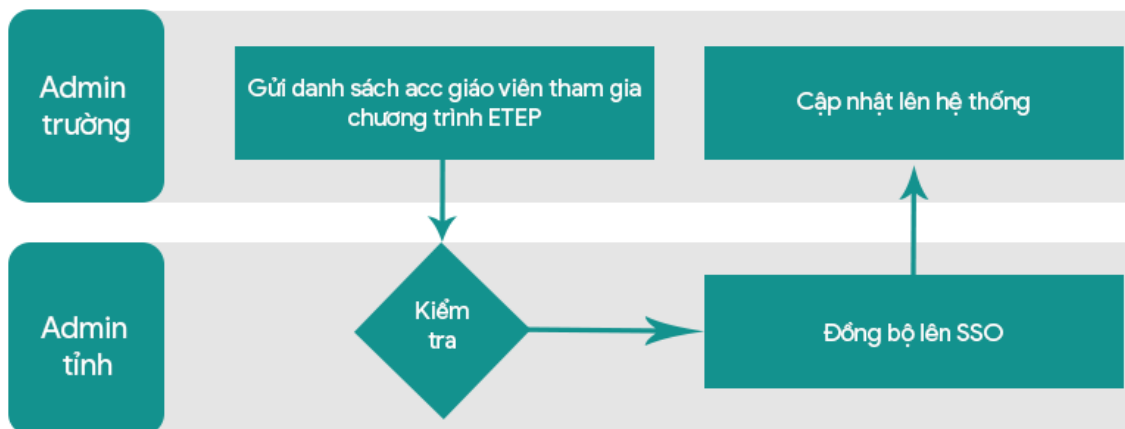 Admin
trường
Gửi danh sách acc giáo viên tham gia
chương trình ETEP
Cập nhật lên hệ thống
Admin
tỉnh
Kiểm
tra
Đồng bộ lên SSO